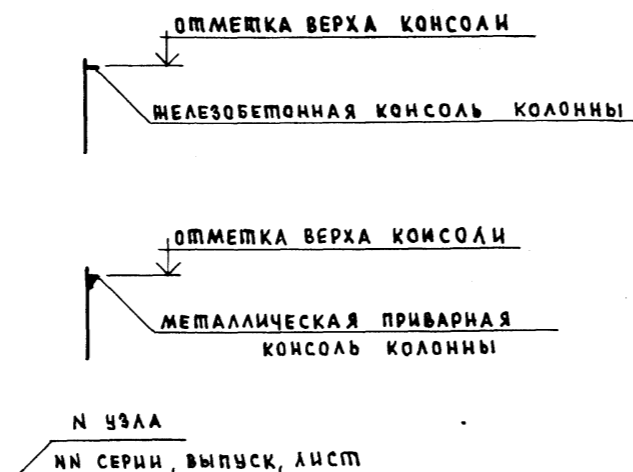 ОТМЕТКА ВЕРХА КОНСОЛИ
ЖЕЛЕЗОБЕТОННАЯ КОНСОЛЬ КОЛОННЫ
ОТМЕТКА ВЕРХА КОНСОЛИ
МЕТАЛЛИЧЕСКАЯ ПРИВАРНАЯ
КОНСОЛЬ КОЛОННЫ
N УЗЛА
NN СЕРИИ, ВЫПУСК, ЛИСТ